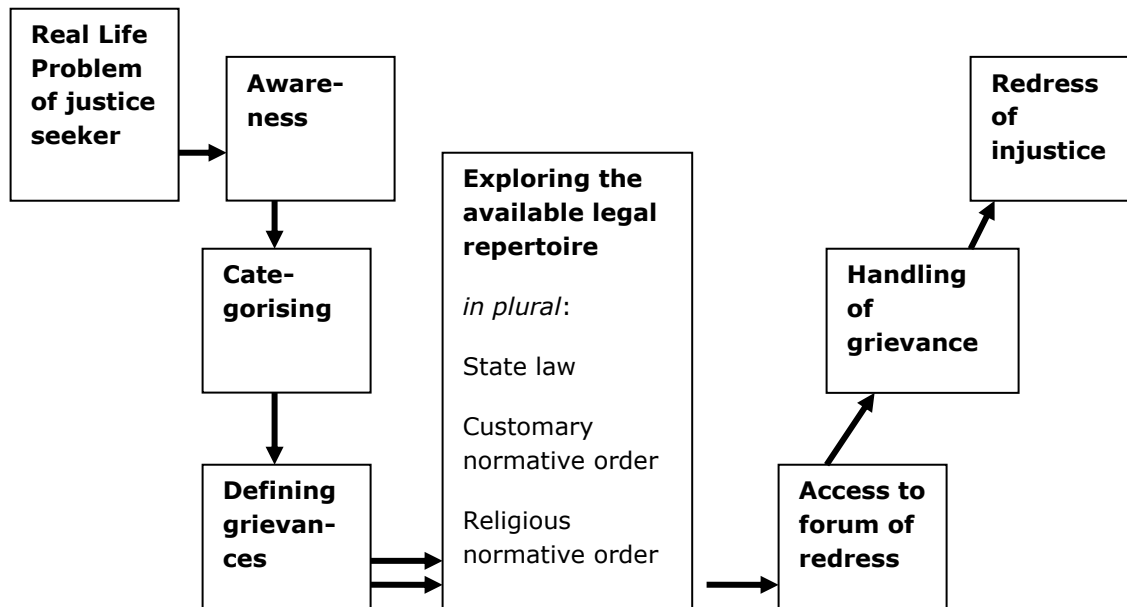 Real Life
Problem
of justice
seeker
Aware-
ness
Cate-
gorising
Defining
grievan-
ces
Exploring the
available legal
repertoire
in plural:
State law
Customary
normative order
Religious
normative order
Access to
forum of
redress
Handling
of
grievance
Redress
of
injustice